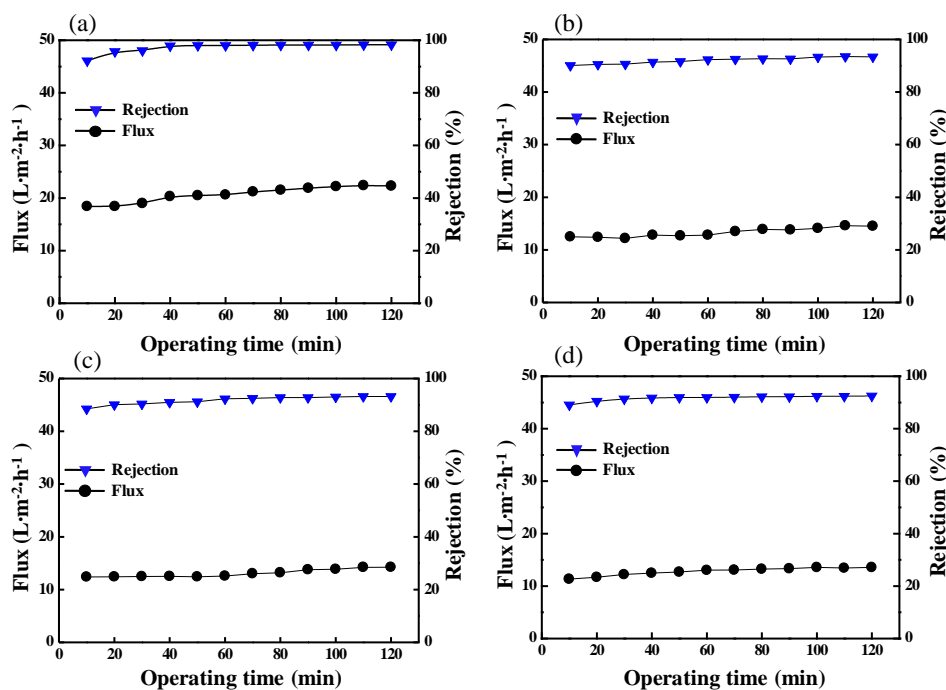 (a)
50
40
30
20
10
0
Flux (L·m⁻²·h⁻¹)
Rejection
Flux
100
80
60
40
20
0
Rejection (%)
0 20 40 60 80 100 120
Operating time (min)
(b)
50
40
30
20
10
0
Flux (L·m⁻²·h⁻¹)
Rejection
Flux
100
80
60
40
20
0
Rejection (%)
0 20 40 60 80 100 120
Operating time (min)
(c)
50
40
30
20
10
0
Flux (L·m⁻²·h⁻¹)
Rejection
Flux
100
80
60
40
20
0
Rejection (%)
0 20 40 60 80 100 120
Operating time (min)
(d)
50
40
30
20
10
0
Flux (L·m⁻²·h⁻¹)
Rejection
Flux
100
80
60
40
20
0
Rejection (%)
0 20 40 60 80 100 120
Operating time (min)